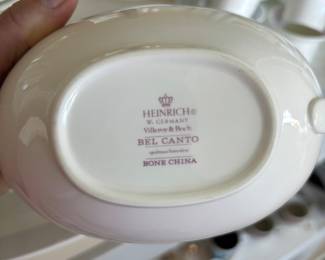 HEINRICH®
W. GERMANY
Villeroy & Boch
BEL CANTO
BONE CHINA